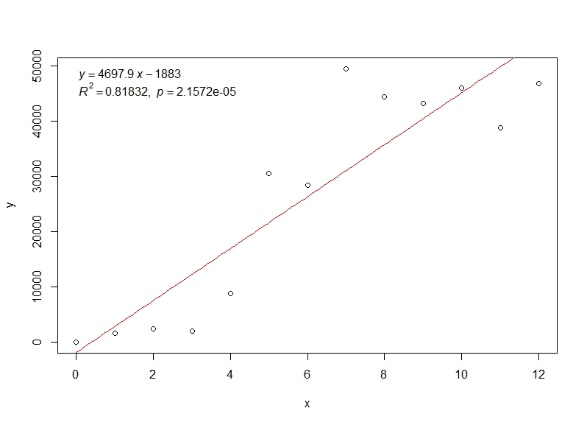 y = 4697.9 x − 1883
R² = 0.81832, p = 2.1572e-05
50000
40000
30000
20000
10000
0
y
0 2 4 6 8 10 12
x